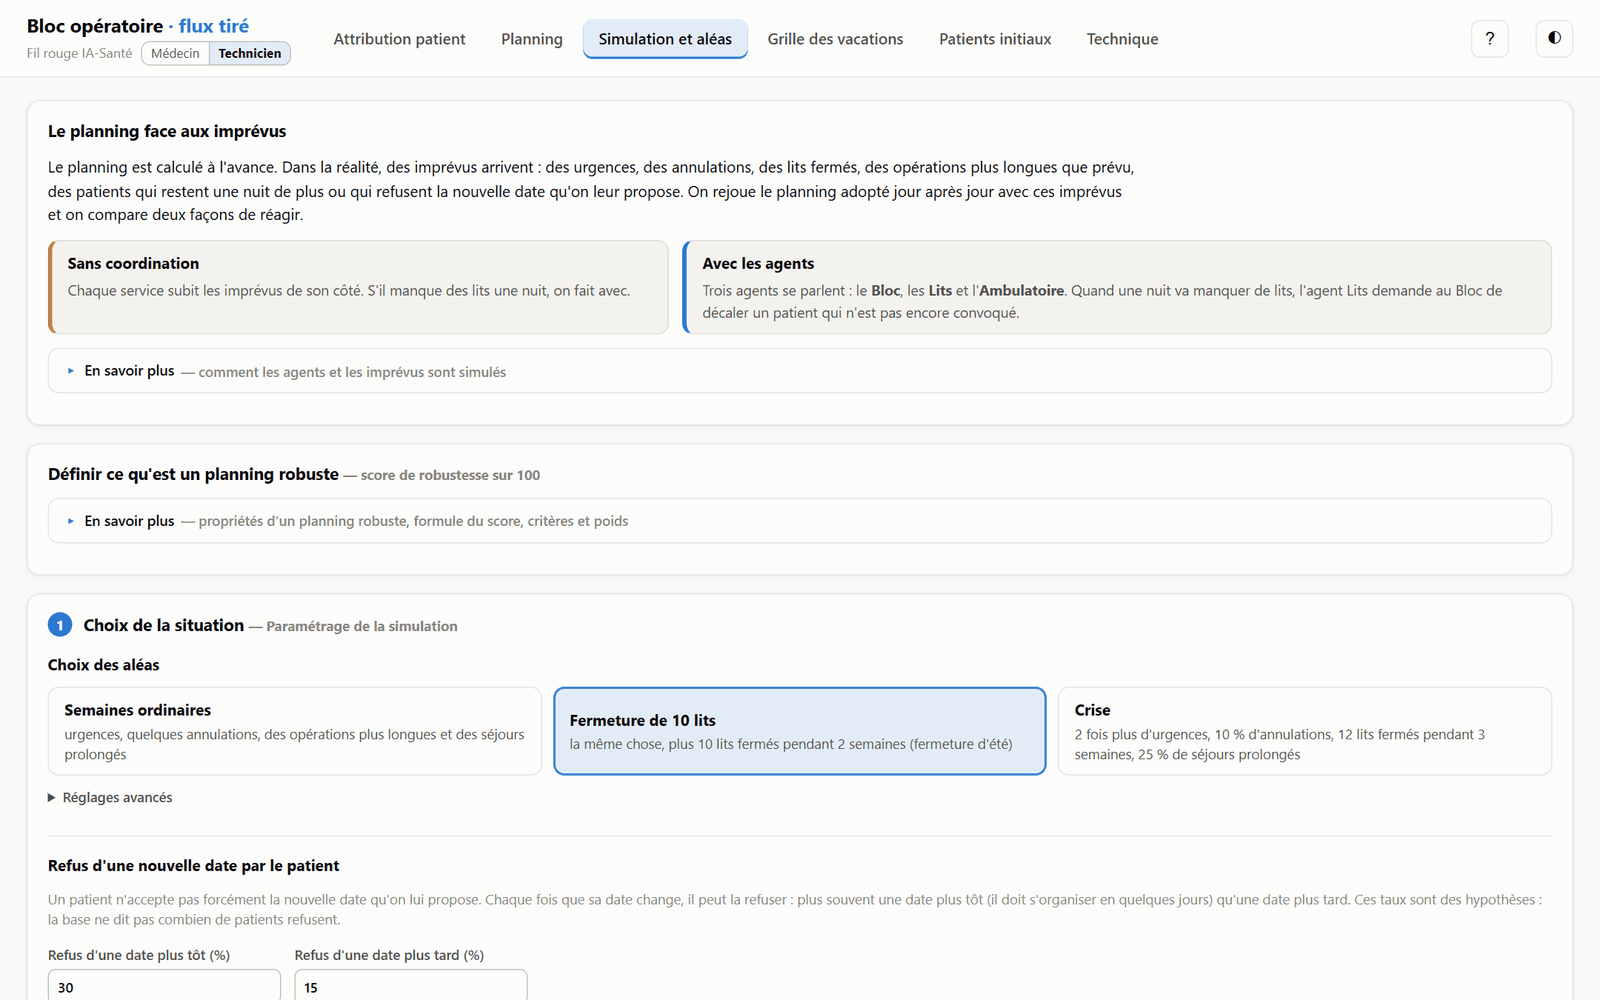 Bloc opératoire · flux tiré
Fil rouge IA-Santé
Médecin
Technicien
Attribution patient
Planning
Simulation et aléas
Grille des vacations
Patients initiaux
Technique
?
Le planning face aux imprévus
Le planning est calculé à l'avance. Dans la réalité, des imprévus arrivent : des urgences, des annulations, des lits fermés, des opérations plus longues que prévu,
des patients qui restent une nuit de plus ou qui refusent la nouvelle date qu'on leur propose. On rejoue le planning adopté jour après jour avec ces imprévus
et on compare deux façons de réagir.
Sans coordination
Chaque service subit les imprévus de son côté. S'il manque des lits une nuit, on fait avec.
Avec les agents
Trois agents se parlent : le Bloc, les Lits et l'Ambulatoire. Quand une nuit va manquer de lits, l'agent Lits demande au Bloc de
décaler un patient qui n'est pas encore convoqué.
En savoir plus — comment les agents et les imprévus sont simulés
Définir ce qu'est un planning robuste — score de robustesse sur 100
En savoir plus — propriétés d'un planning robuste, formule du score, critères et poids
1 Choix de la situation — Paramétrage de la simulation
Choix des aléas
Semaines ordinaires
urgences, quelques annulations, des opérations plus longues et des séjours
prolongés
Fermeture de 10 lits
la même chose, plus 10 lits fermés pendant 2 semaines (fermeture d'été)
Crise
2 fois plus d'urgences, 10 % d'annulations, 12 lits fermés pendant 3
semaines, 25 % de séjours prolongés
Réglages avancés
Refus d'une nouvelle date par le patient
Un patient n'accepte pas forcément la nouvelle date qu'on lui propose. Chaque fois que sa date change, il peut la refuser : plus souvent une date plus tôt (il doit s'organiser en quelques jours) qu'une date plus tard. Ces taux sont des hypothèses :
la base ne dit pas combien de patients refusent.
Refus d'une date plus tôt (%)
Refus d'une date plus tard (%)
30
15